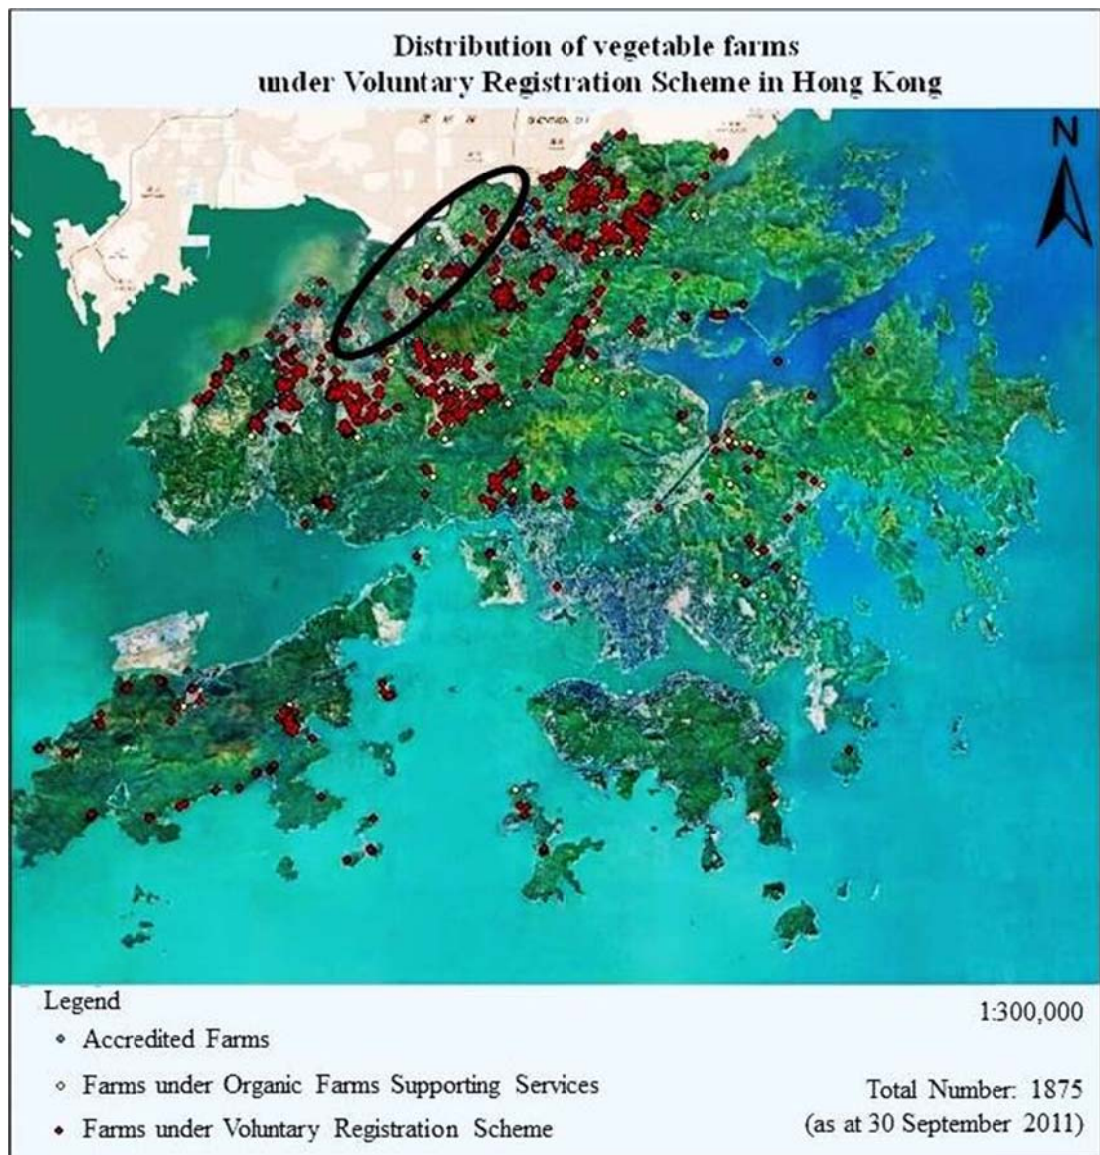 Distribution of vegetable farms
under Voluntary Registration Scheme in Hong Kong
N
Legend
Accredited Farms
Farms under Organic Farms Supporting Services
Farms under Voluntary Registration Scheme
1:300,000
Total Number: 1875
(as at 30 September 2011)